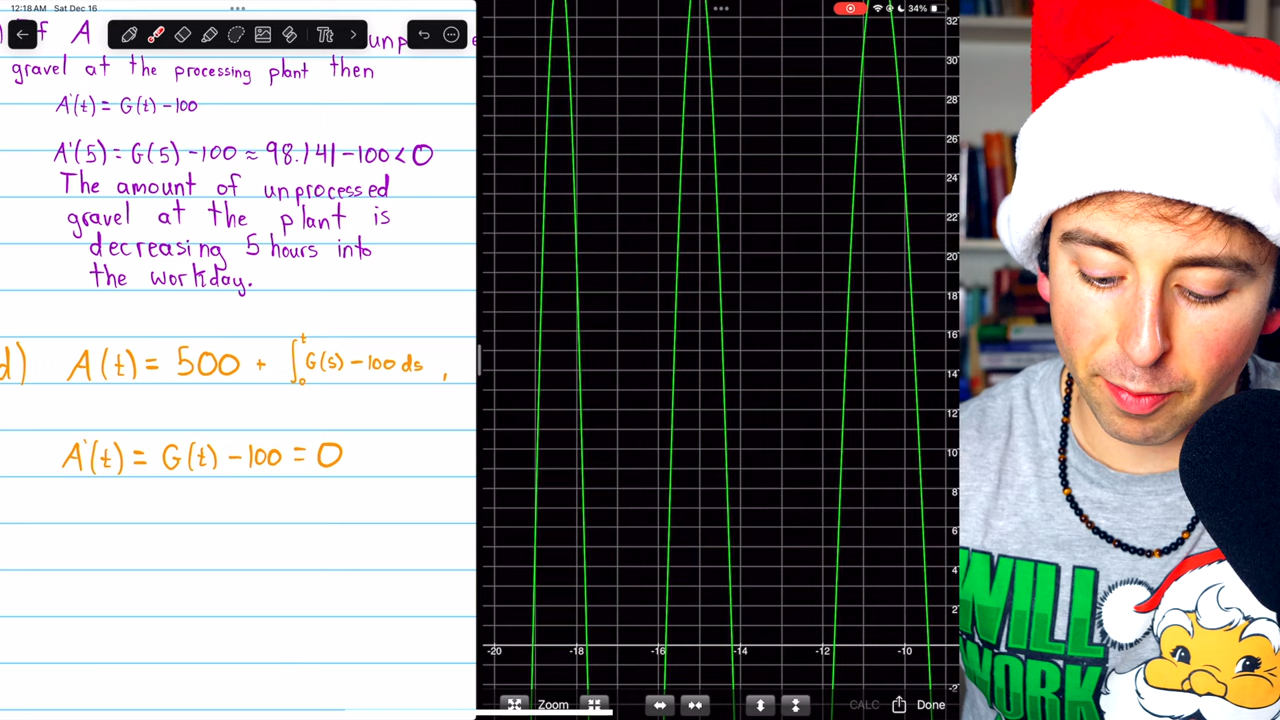 12:18 AM Sat Dec 16
34%
f A unp
gravel at the processing plant then
A'(t) = G(t) - 100
A'(5) = G(5) - 100 ≈ 98.141 - 100 < 0
The amount of unprocessed
gravel at the plant is
decreasing 5 hours into
the workday.
d) A(t) = 500 + ∫₀ᵗ G(s) - 100 ds ,
A'(t) = G(t) - 100 = 0
32
30
28
26
24
22
20
18
16
14
12
10
8
6
4
2
-20 -18 -16 -14 -12 -10
-2
Zoom CALC Done
WILL
WORK